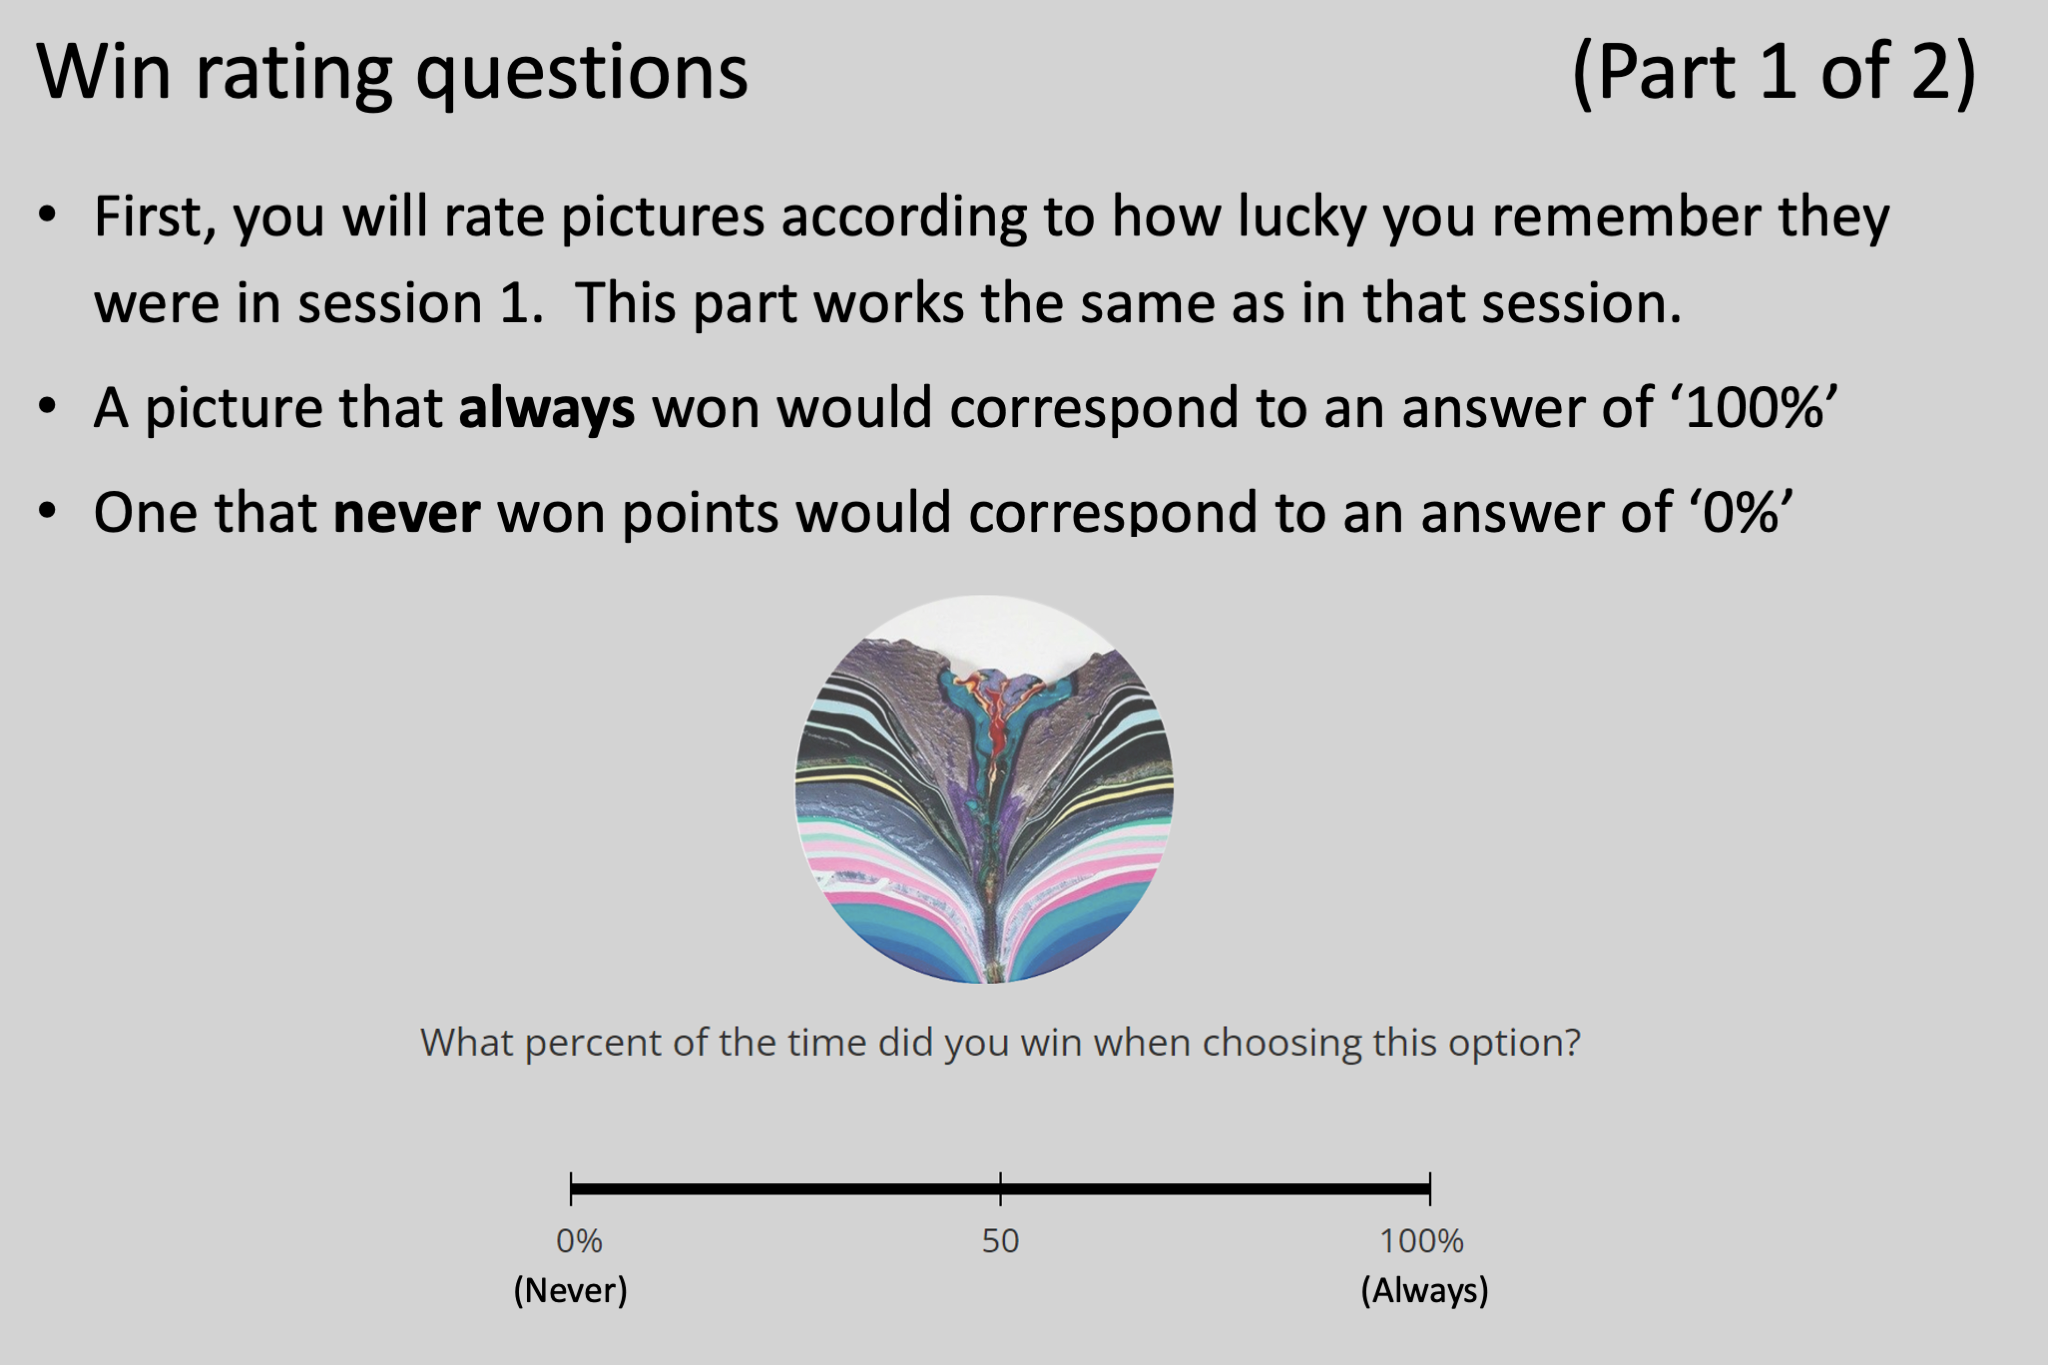 Win rating questions (Part 1 of 2)
• First, you will rate pictures according to how lucky you remember they
were in session 1.  This part works the same as in that session.
• A picture that always won would correspond to an answer of ‘100%’
• One that never won points would correspond to an answer of ‘0%’
What percent of the time did you win when choosing this option?
0% 50 100%
(Never) (Always)